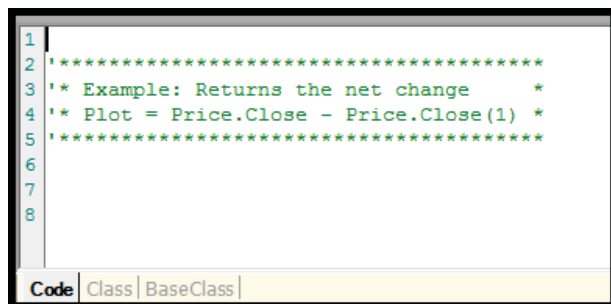 1
2 '***************************************
3 '* Example: Returns the net change     *
4 '* Plot = Price.Close - Price.Close(1) *
5 '***************************************
6
7
8
Code Class BaseClass